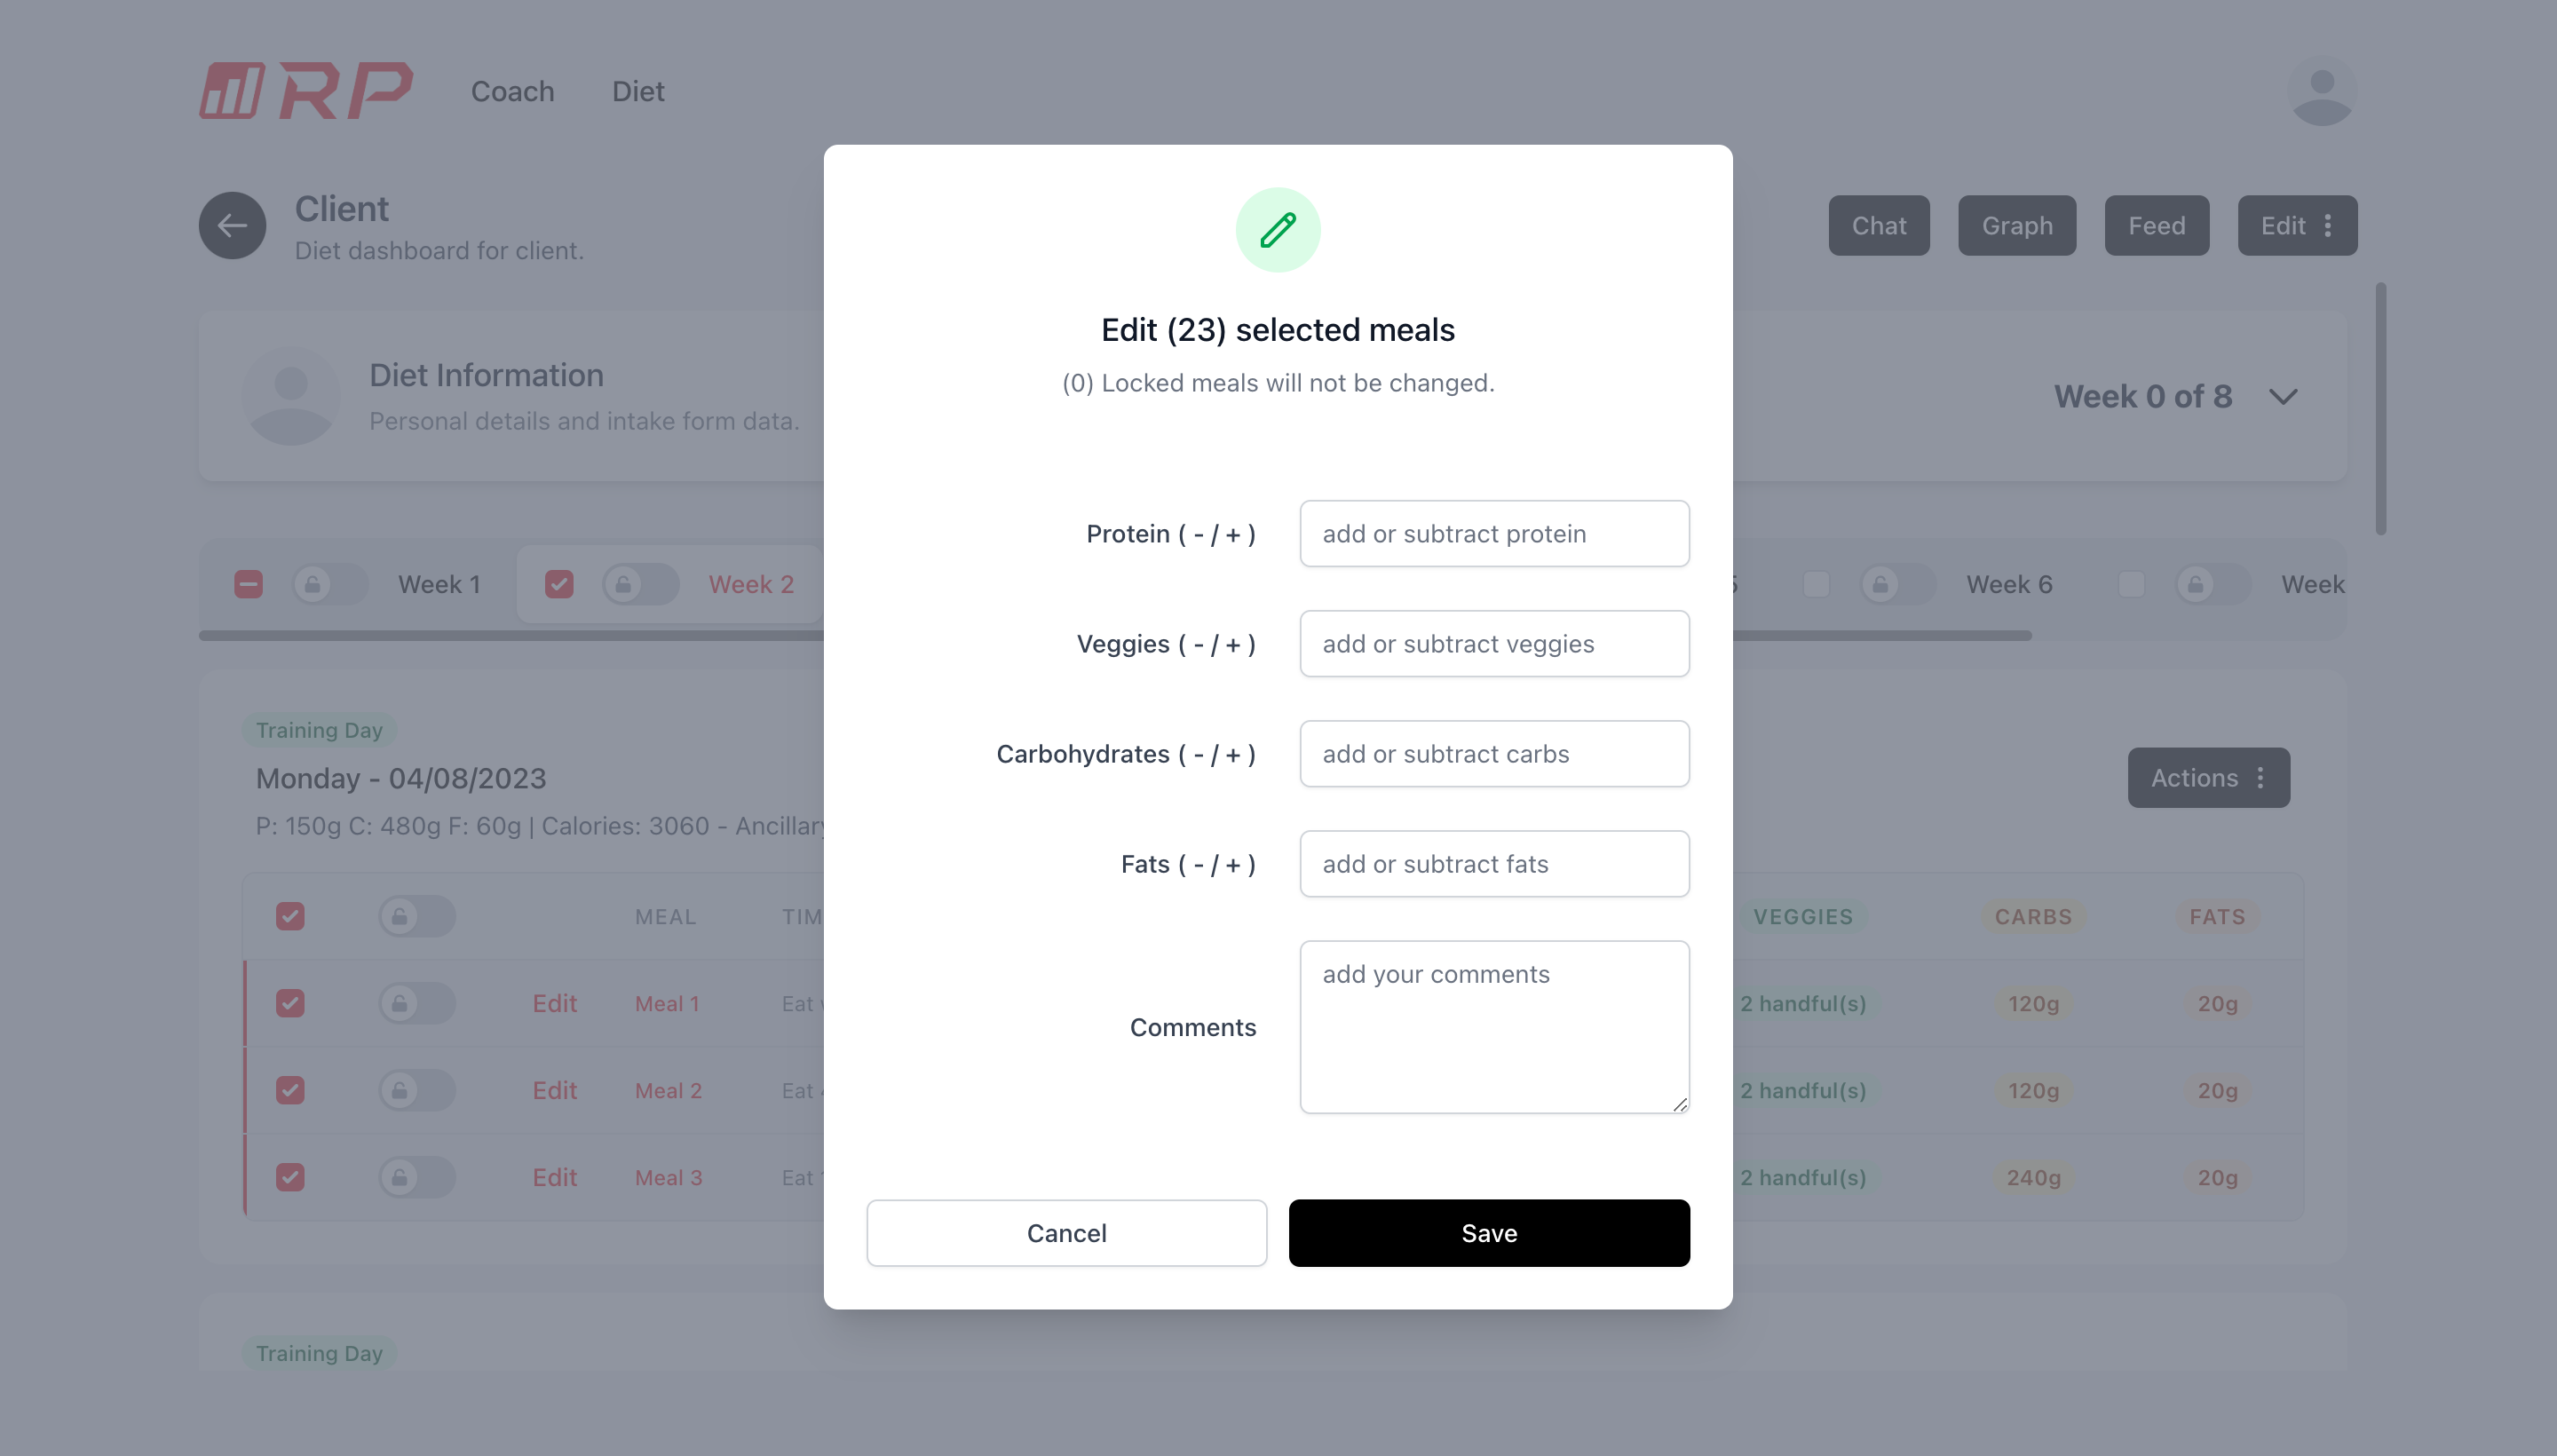 RP Coach Diet
Client
Diet dashboard for client.
Chat Graph Feed Edit
Diet Information
Personal details and intake form data.
Week 0 of 8
Week 1 Week 2 Week 6 Week
Training Day
Monday - 04/08/2023
P: 150g C: 480g F: 60g | Calories: 3060 - Ancillary
Actions
MEAL TIM VEGGIES CARBS FATS
Edit Meal 1 Eat 2 handful(s) 120g 20g
Edit Meal 2 Eat 2 handful(s) 120g 20g
Edit Meal 3 Eat 2 handful(s) 240g 20g
Training Day
Edit (23) selected meals
(0) Locked meals will not be changed.
Protein ( - / + ) add or subtract protein
Veggies ( - / + ) add or subtract veggies
Carbohydrates ( - / + ) add or subtract carbs
Fats ( - / + ) add or subtract fats
Comments add your comments
Cancel Save